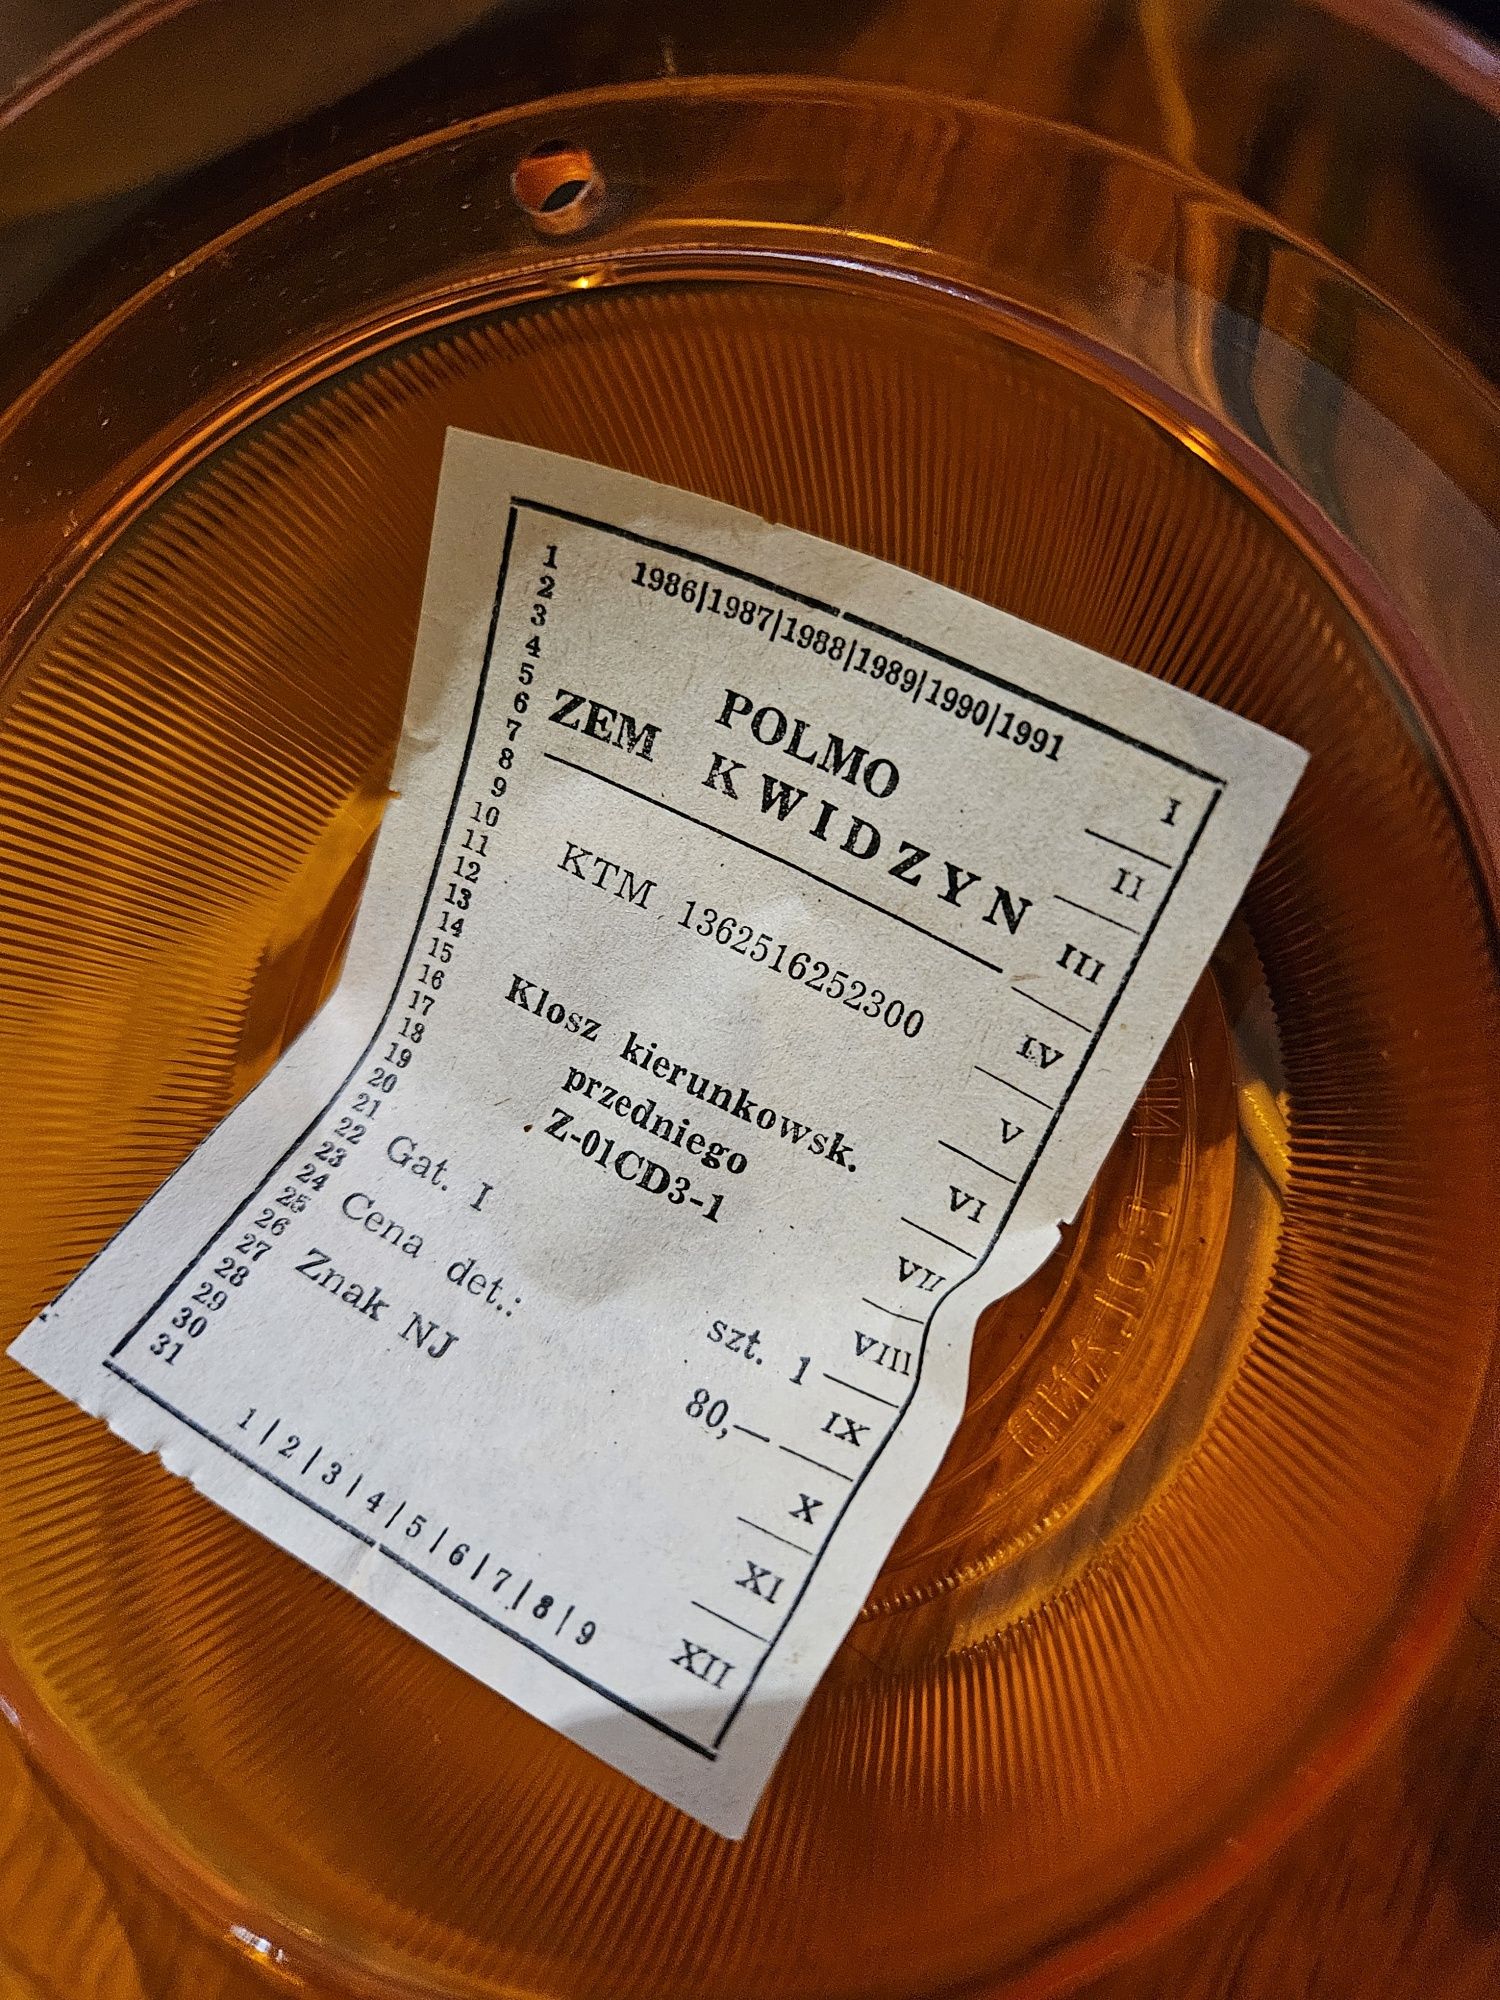 1986|1987|1988|1989|1990|1991
1
2
3
4
5
6
7
8
9
10
11
12
13
14
15
16
17
18
19
20
21
22
23
24
25
26
27
28
29
30
31
POLMO
ZEM KWIDZYN
KTM 1362516252300
Klosz kierunkowsk.
przedniego
Z-01CD3-1
Gat. I szt. 1
Cena det.: 80,—
Znak NJ
I
II
III
IV
V
VI
VII
VIII
IX
X
XI
XII
1 | 2 | 3 | 4 | 5 | 6 | 7 | 8 | 9